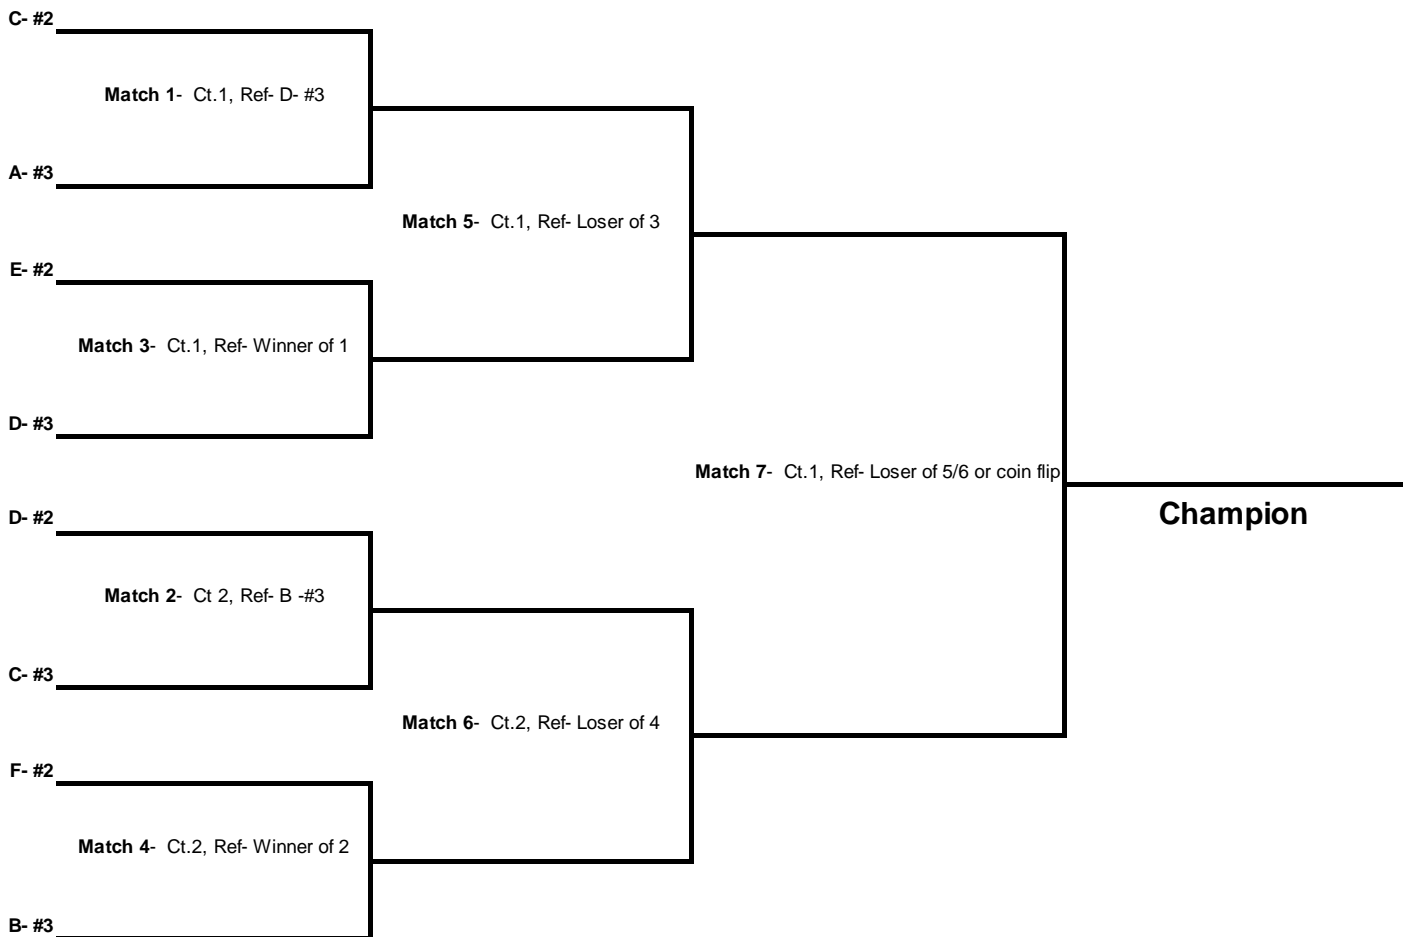 C- #2
Match 1-  Ct.1, Ref- D- #3
A- #3
Match 5-  Ct.1, Ref- Loser of 3
E- #2
Match 3-  Ct.1, Ref- Winner of 1
D- #3
Match 7-  Ct.1, Ref- Loser of 5/6 or coin flip
Champion
D- #2
Match 2-  Ct 2, Ref- B -#3
C- #3
Match 6-  Ct.2, Ref- Loser of 4
F- #2
Match 4-  Ct.2, Ref- Winner of 2
B- #3